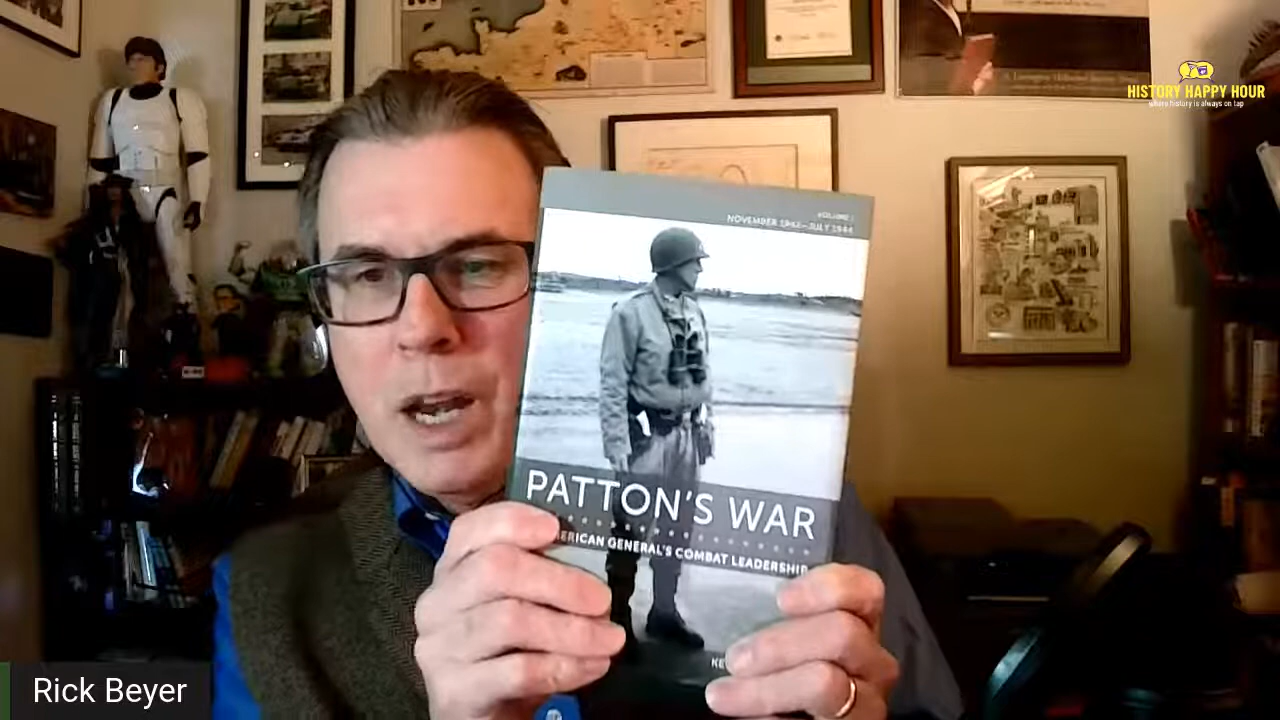 HISTORY HAPPY HOUR
where history is always on tap
VOLUME I
NOVEMBER 1942–JULY 1944
PATTON'S WAR
AMERICAN GENERAL'S COMBAT LEADERSHIP
KE
Rick Beyer